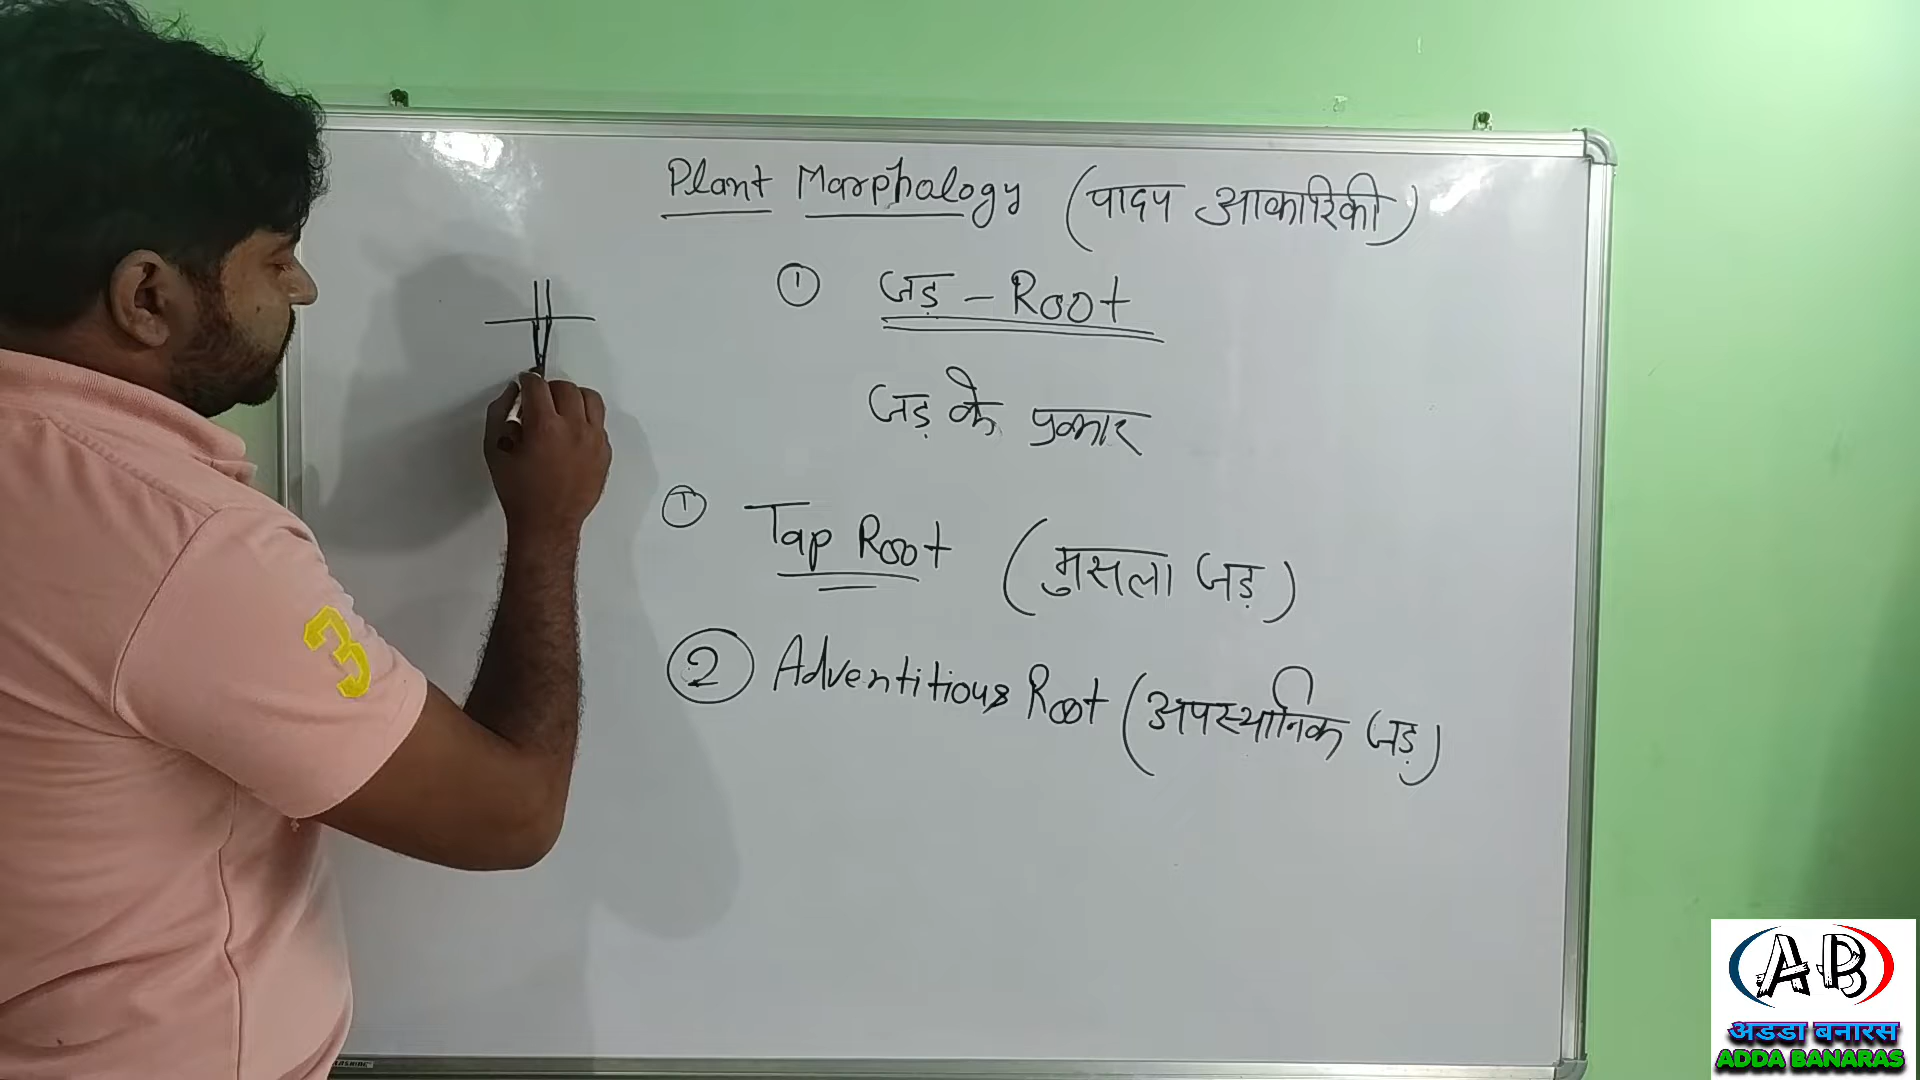 Plant Marphalogy (पादप आकारिकी)
① जड़ - Root
जड़ के प्रकार
① Tap Root (मुसला जड़)
② Adventitious Root (अपस्थानिक जड़)
3
AB
अडडा बनारस
ADDA BANARAS